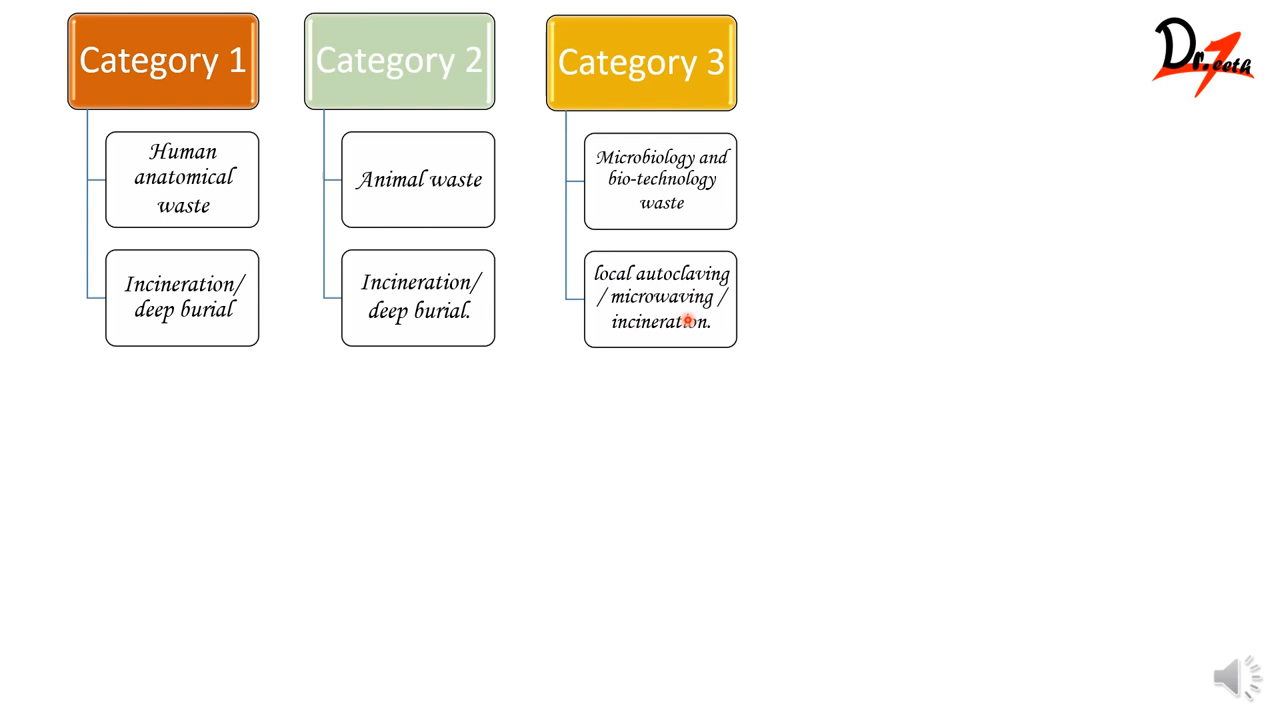 Category 1
Human
anatomical
waste
Incineration/
deep burial
Category 2
Animal waste
Incineration/
deep burial.
Category 3
Microbiology and
bio-technology
waste
local autoclaving
/ microwaving /
incineration.
Dr.
eeth